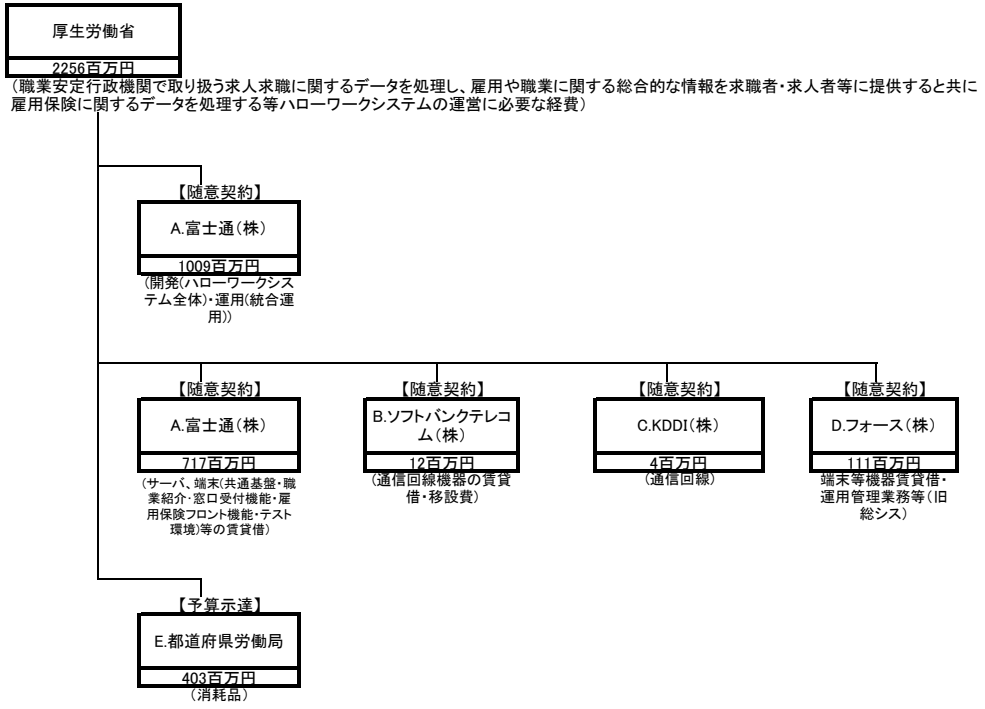 厚生労働省
2256百万円
(職業安定行政機関で取り扱う求人求職に関するデータを処理し、雇用や職業に関する総合的な情報を求職者・求人者等に提供すると共に
雇用保険に関するデータを処理する等ハローワークシステムの運営に必要な経費)
【随意契約】
A.富士通(株)
1009百万円
(開発(ハローワークシス
テム全体)・運用(統合運
用))
【随意契約】
A.富士通(株)
717百万円
(サーバ、端末(共通基盤・職
業紹介・窓口受付機能・雇
用保険フロント機能・テスト
環境)等の賃貸借)
【随意契約】
B.ソフトバンクテレコ
ム(株)
12百万円
(通信回線機器の賃貸
借・移設費)
【随意契約】
C.KDDI(株)
4百万円
(通信回線)
【随意契約】
D.フォース(株)
111百万円
端末等機器賃貸借・
運用管理業務等(旧
総シス)
【予算示達】
E.都道府県労働局
403百万円
(消耗品)